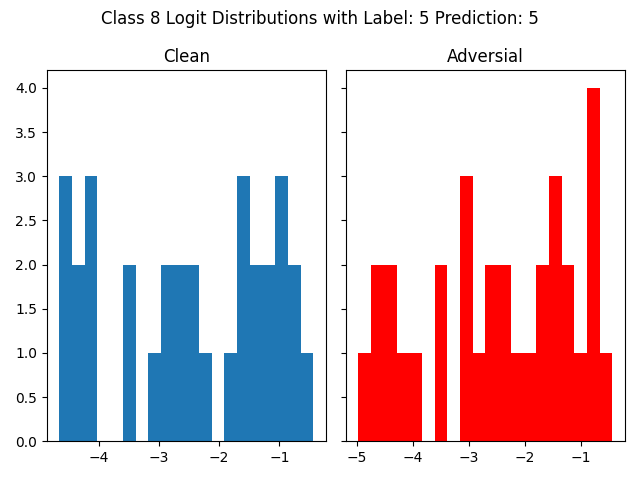 Class 8 Logit Distributions with Label: 5 Prediction: 5
Clean
Adversial
4.0
3.5
3.0
2.5
2.0
1.5
1.0
0.5
0.0
−4 −3 −2 −1
−5 −4 −3 −2 −1